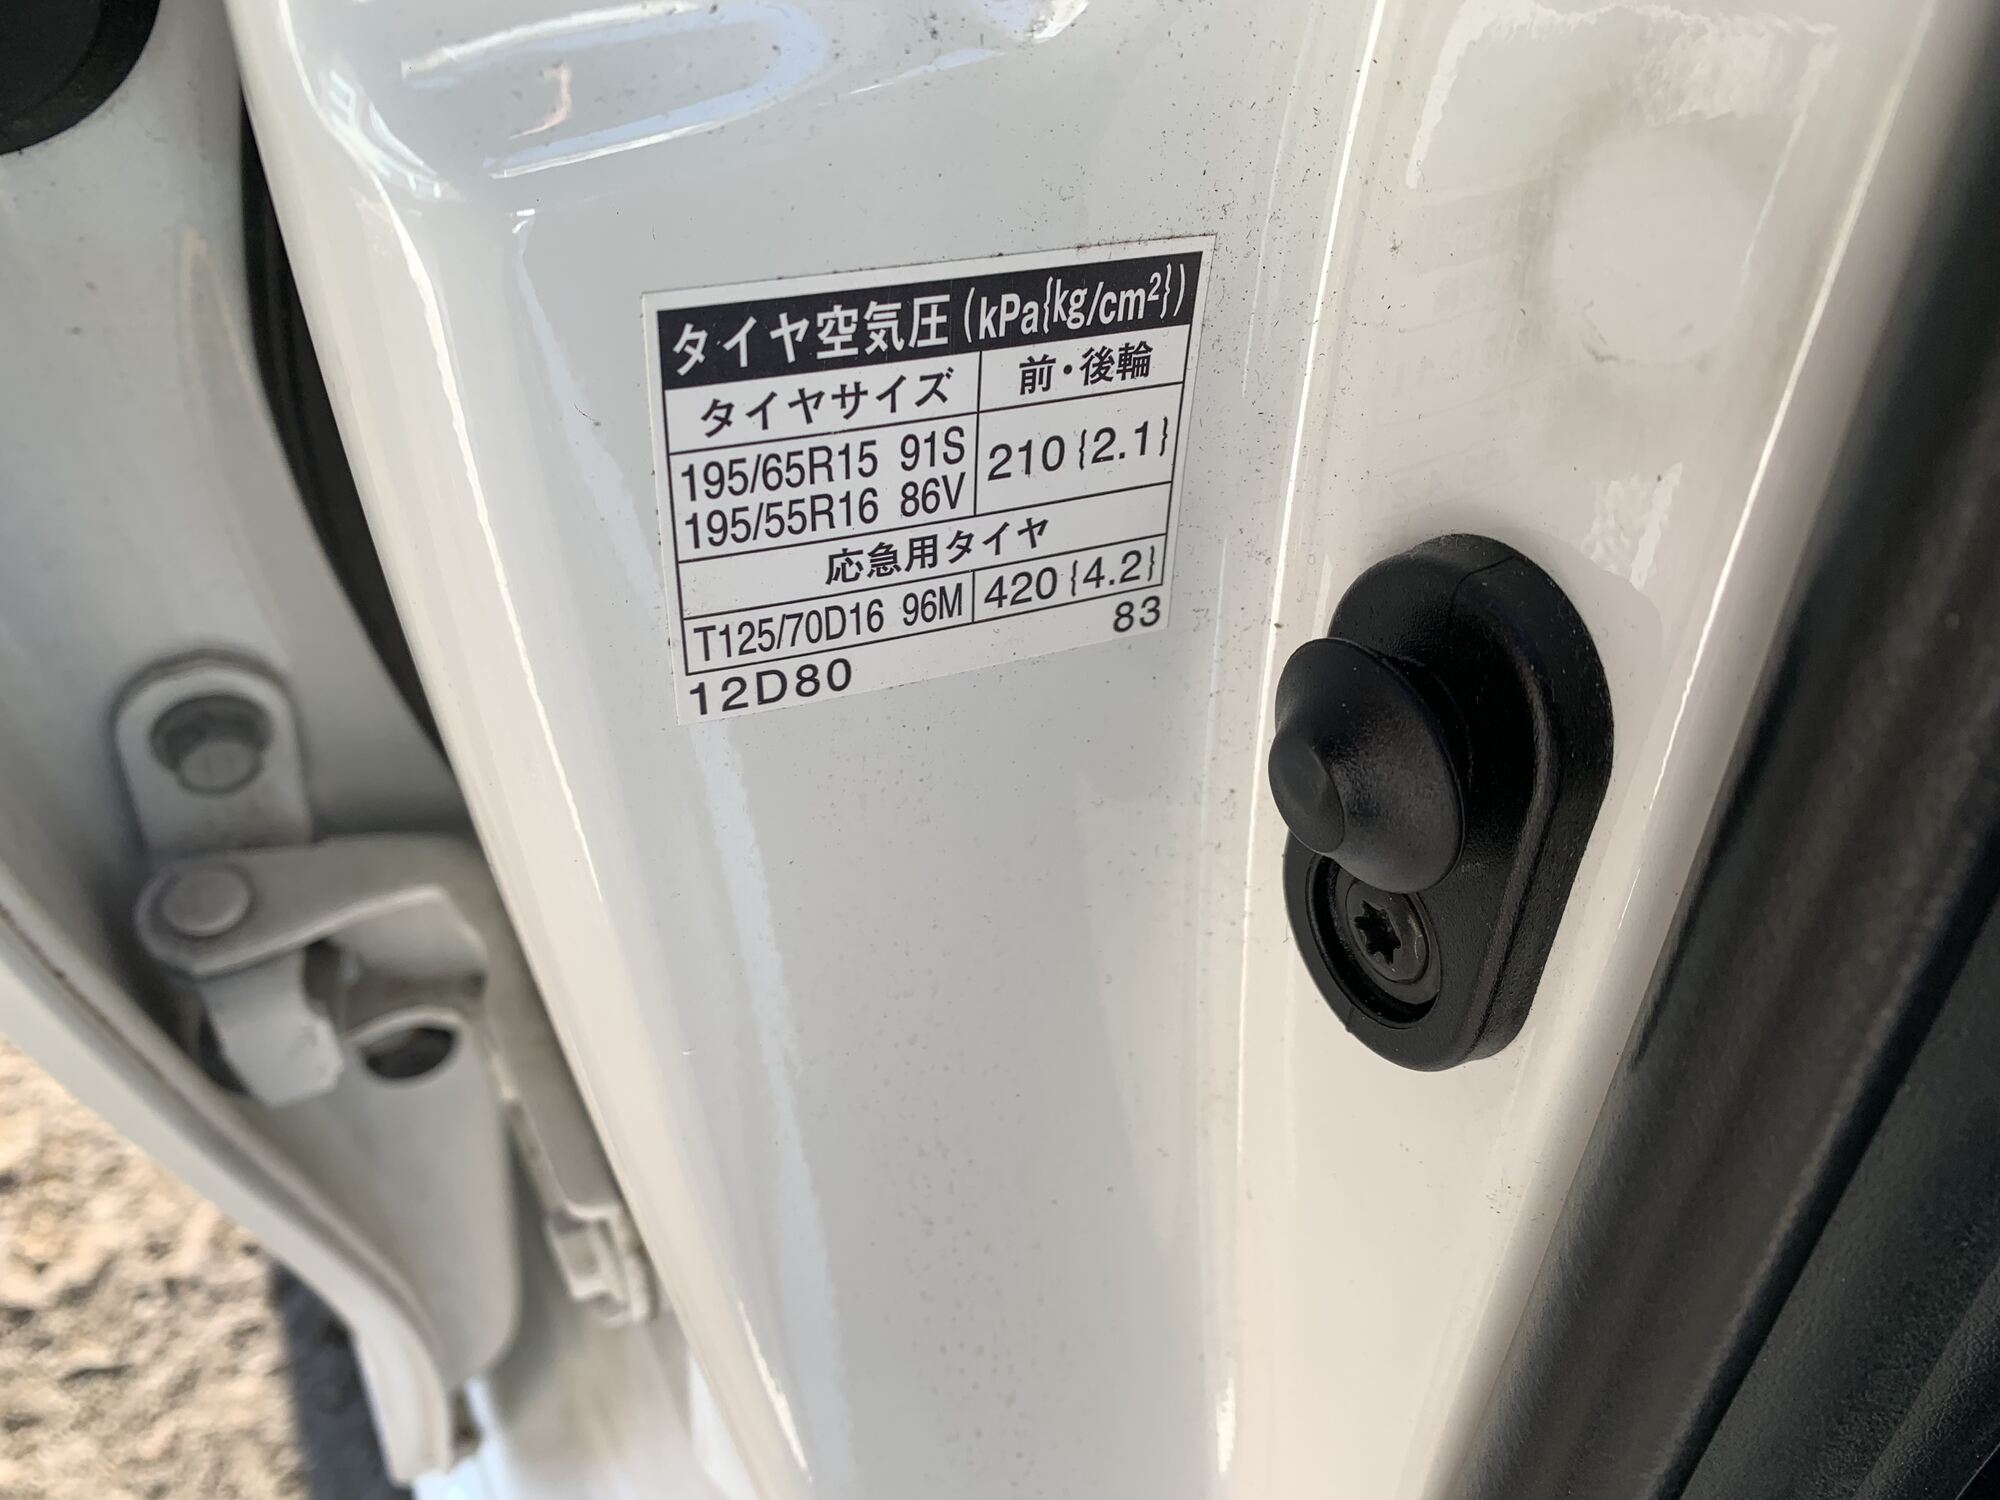 タイヤ空気圧(kPa{kg/cm²})
タイヤサイズ 前・後輪
195/65R15 91S 210{2.1}
195/55R16 86V
応急用タイヤ
T125/70D16 96M 420{4.2}
12D80 83